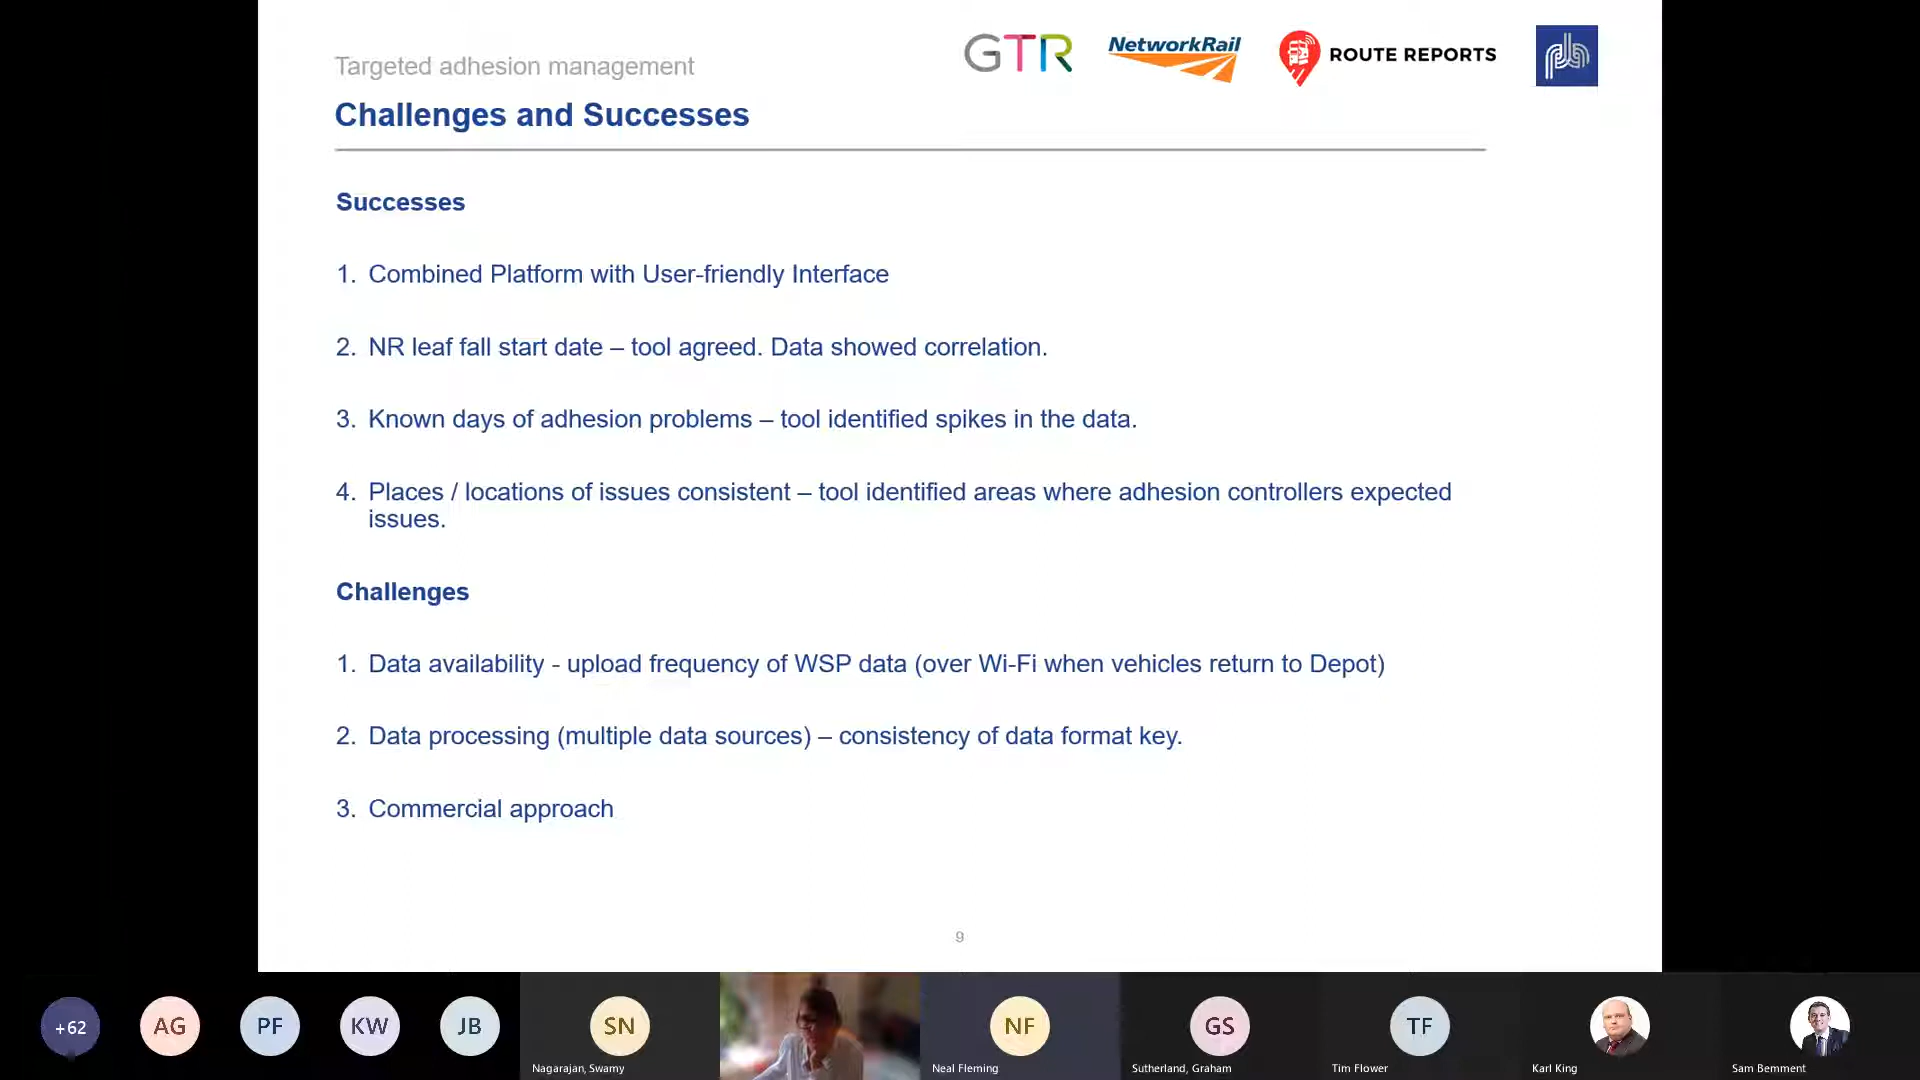 Targeted adhesion management
GTR
NetworkRail
ROUTE REPORTS
Challenges and Successes
Successes
1. Combined Platform with User-friendly Interface
2. NR leaf fall start date – tool agreed. Data showed correlation.
3. Known days of adhesion problems – tool identified spikes in the data.
4. Places / locations of issues consistent – tool identified areas where adhesion controllers expected
issues.
Challenges
1. Data availability - upload frequency of WSP data (over Wi-Fi when vehicles return to Depot)
2. Data processing (multiple data sources) – consistency of data format key.
3. Commercial approach
9
+62
AG
PF
KW
JB
SN
NF
GS
TF
Nagarajan, Swamy
Neal Fleming
Sutherland, Graham
Tim Flower
Karl King
Sam Bemment